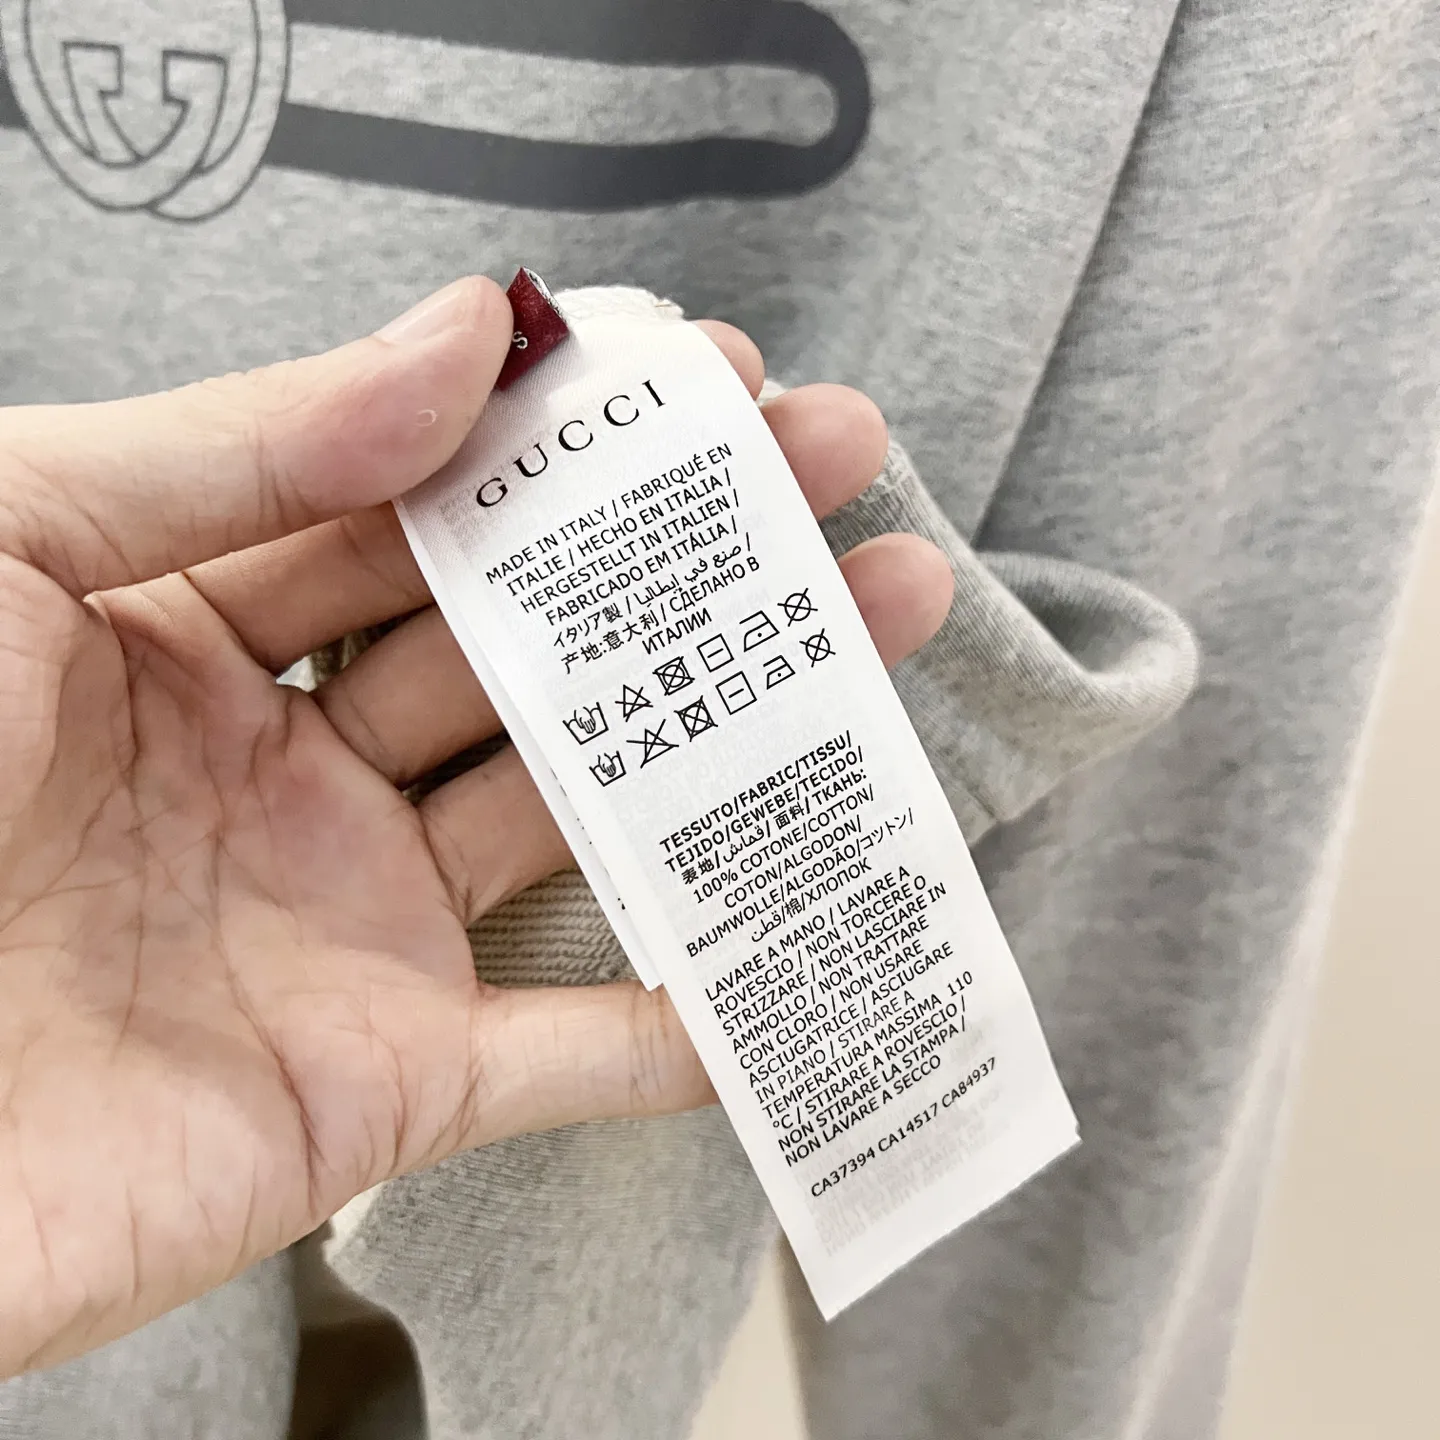 S
GUCCI
MADE IN ITALY / FABRIQUÉ EN
ITALIE / HECHO EN ITALIA /
HERGESTELLT IN ITALIEN /
FABRICADO EM ITÁLIA /
イタリア製 / صنع في إيطاليا /
产地:意大利 / СДЕЛАНО В
ИТАЛИИ
TESSUTO/FABRIC/TISSU/
TEJIDO/GEWEBE/TECIDO/
表地/قماش/面料/ТКАНЬ:
100% COTONE/COTTON/
COTON/ALGODON/
BAUMWOLLE/ALGODÃO/コットン/
قطن/棉/ХЛОПОК
LAVARE A MANO / LAVARE A
ROVESCIO / NON TORCERE O
STRIZZARE / NON LASCIARE IN
AMMOLLO / NON TRATTARE
CON CLORO / NON USARE
ASCIUGATRICE / ASCIUGARE
IN PIANO / STIRARE A
TEMPERATURA MASSIMA 110
°C / STIRARE A ROVESCIO /
NON STIRARE LA STAMPA /
NON LAVARE A SECCO
CA37394 CA14517 CA84937